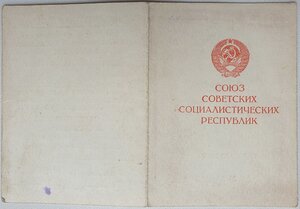 СОЮЗ
СОВЕТСКИХ
СОЦИАЛИСТИЧЕСКИХ
РЕСПУБЛИК